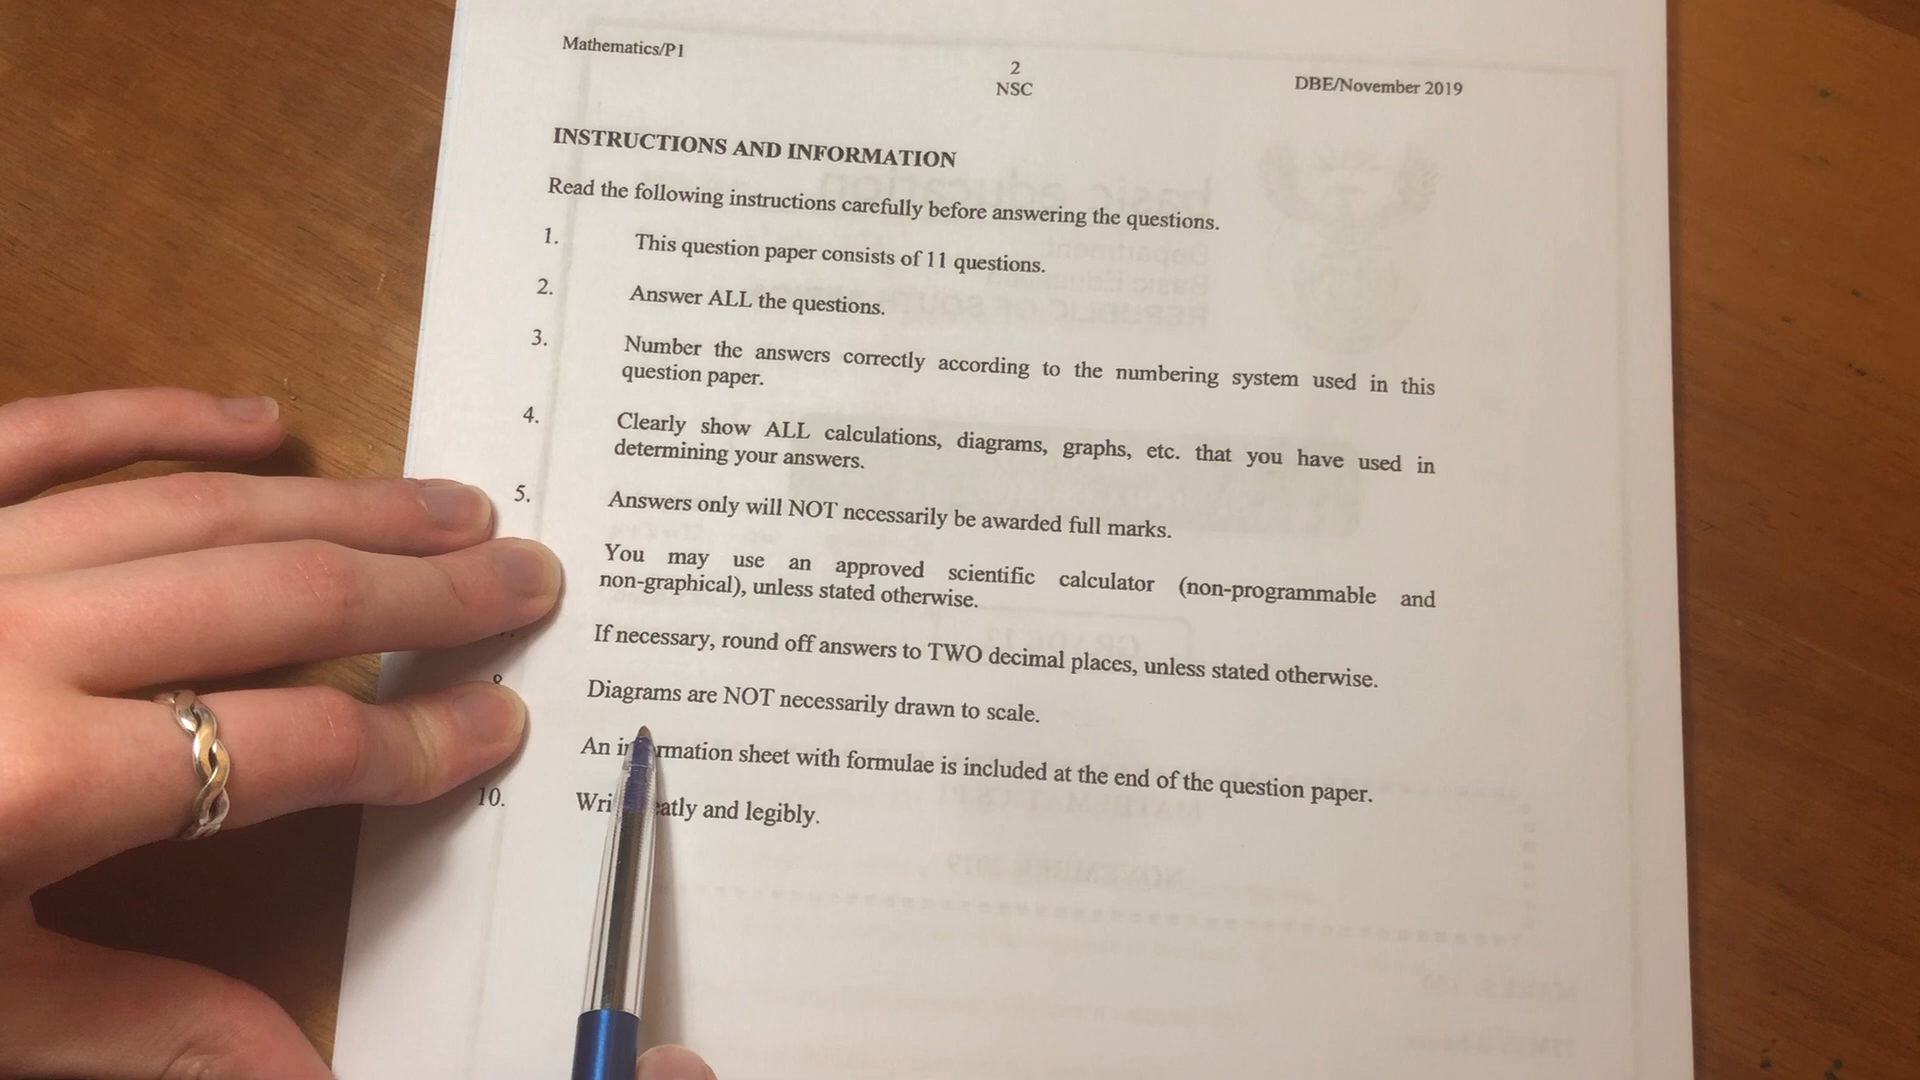 Mathematics/P1
2
NSC
DBE/November 2019
INSTRUCTIONS AND INFORMATION
Read the following instructions carefully before answering the questions.
1. This question paper consists of 11 questions.
2. Answer ALL the questions.
3. Number the answers correctly according to the numbering system used in this
question paper.
4. Clearly show ALL calculations, diagrams, graphs, etc. that you have used in
determining your answers.
5. Answers only will NOT necessarily be awarded full marks.
You may use an approved scientific calculator (non-programmable and
non-graphical), unless stated otherwise.
If necessary, round off answers to TWO decimal places, unless stated otherwise.
Diagrams are NOT necessarily drawn to scale.
An sheet with formulae is included at the end of the question paper.
10. and legibly.